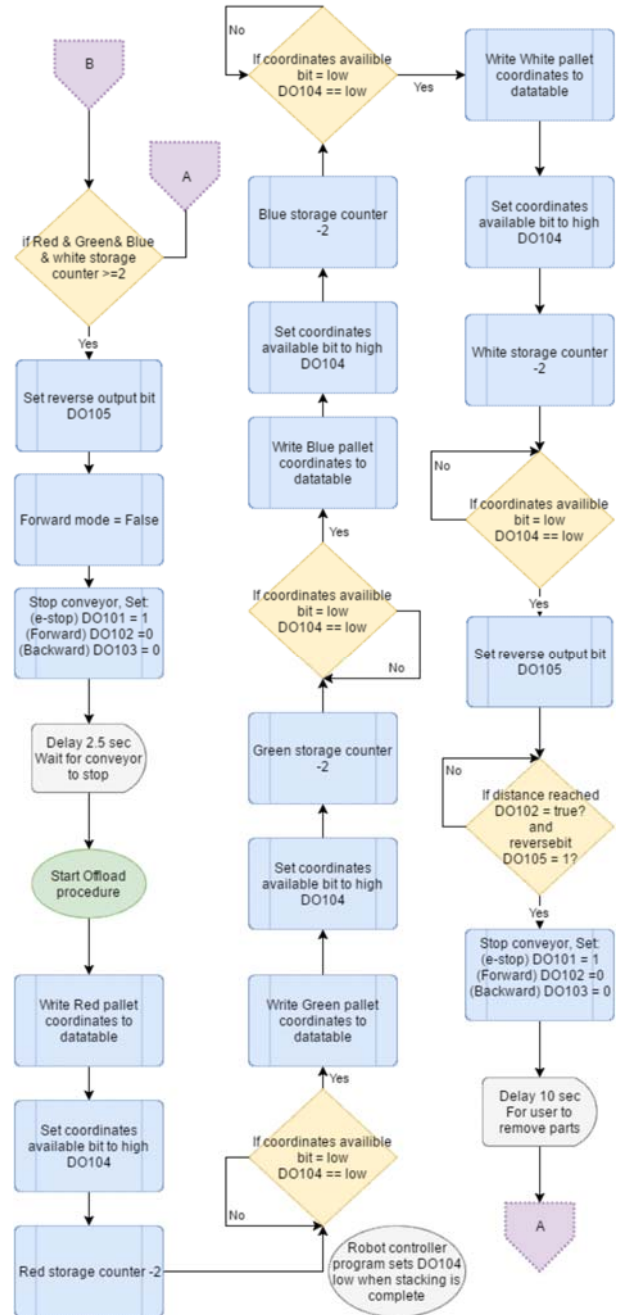 B
A
if Red & Green& Blue
& white storage
counter >=2
Yes
Set reverse output bit
DO105
Forward mode = False
Stop conveyor, Set:
(e-stop) DO101 = 1
(Forward) DO102 =0
(Backward) DO103 = 0
Delay 2.5 sec
Wait for conveyor
to stop
Start Offload
procedure
Write Red pallet
coordinates to
datatable
Set coordinates
available bit to high
DO104
Red storage counter -2
If coordinates availible
bit = low
DO104 == low
No
Yes
Robot controller
program sets DO104
low when stacking is
complete
Write Green pallet
coordinates to
datatable
Set coordinates
available bit to high
DO104
Green storage counter
-2
If coordinates availible
bit = low
DO104 == low
No
Yes
Write Blue pallet
coordinates to
datatable
Set coordinates
available bit to high
DO104
Blue storage counter
-2
If coordinates availible
bit = low
DO104 == low
No
Yes
Write White pallet
coordinates to
datatable
Set coordinates
available bit to high
DO104
White storage counter
-2
If coordinates availible
bit = low
DO104 == low
No
Yes
Set reverse output bit
DO105
If distance reached
DO102 = true?
and
reversebit
DO105 = 1?
No
Yes
Stop conveyor, Set:
(e-stop) DO101 = 1
(Forward) DO102 =0
(Backward) DO103 = 0
Delay 10 sec
For user to
remove parts
A